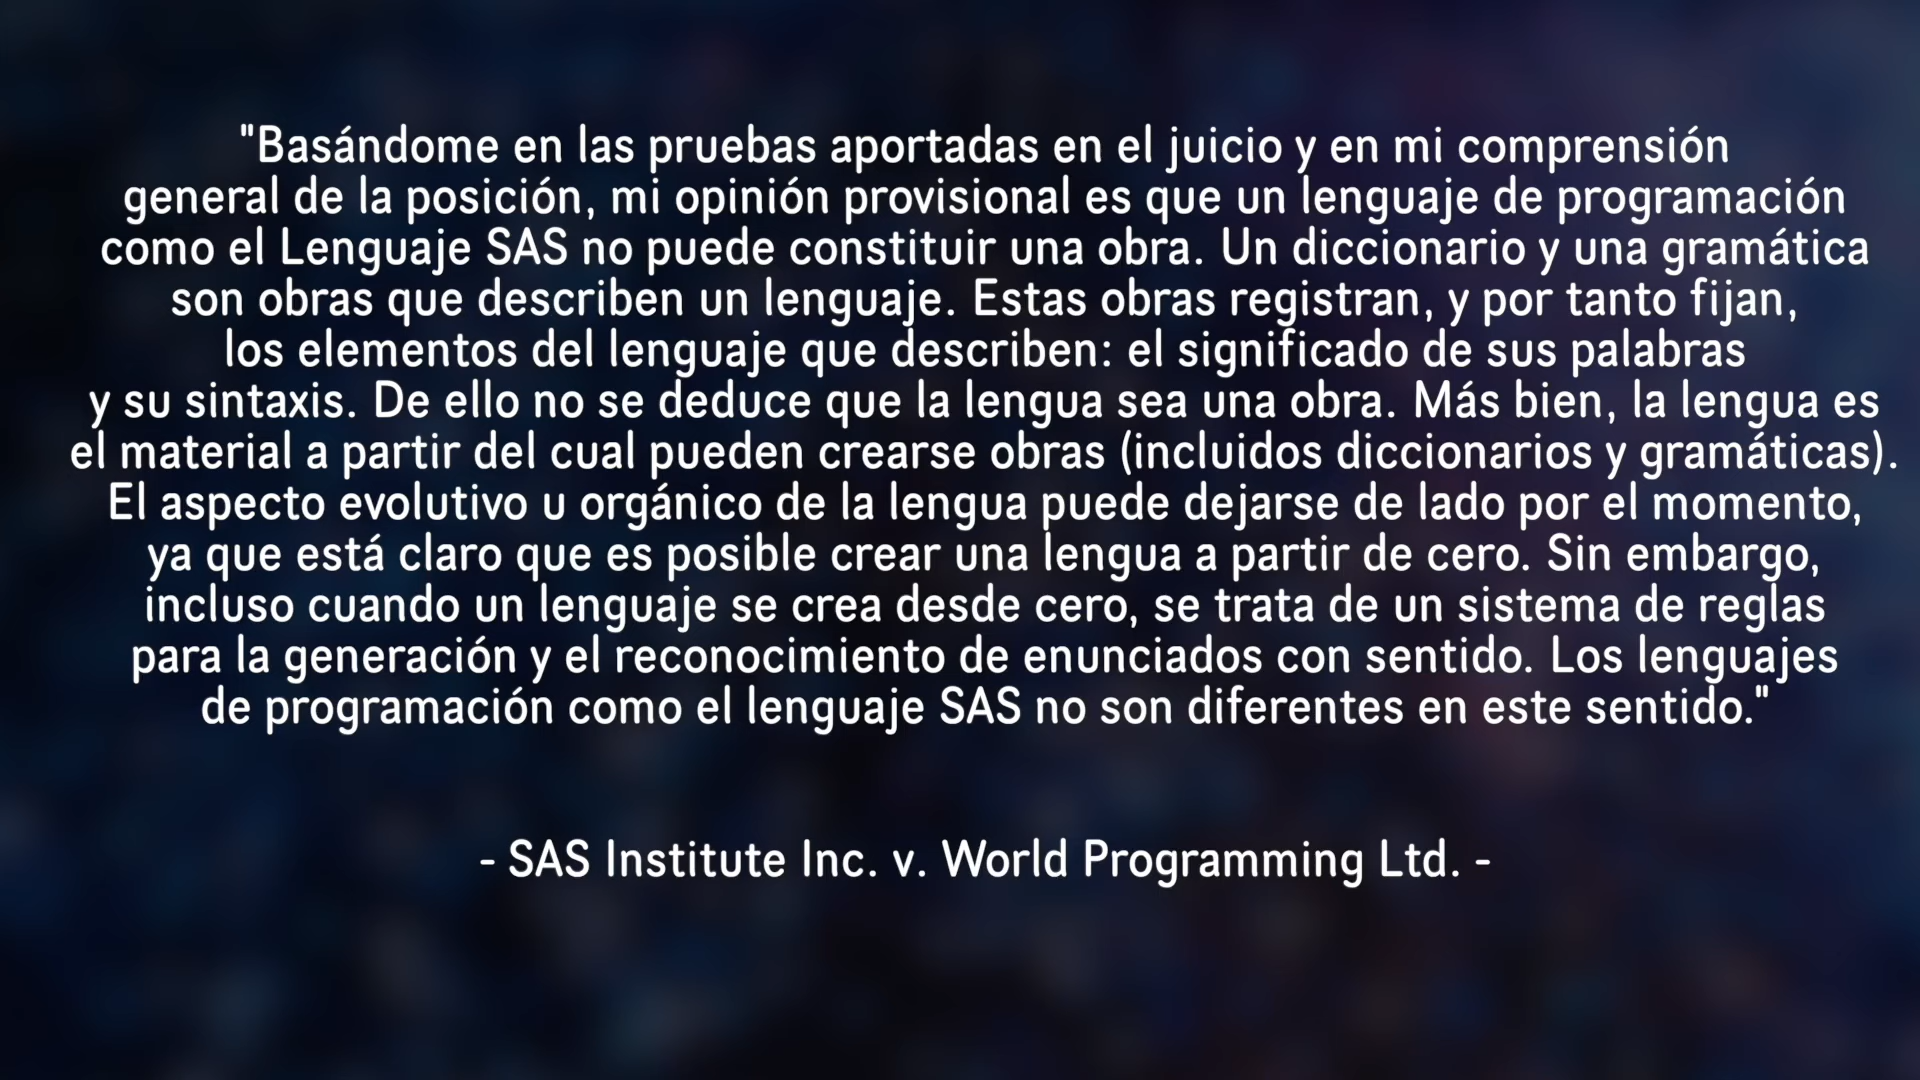 "Basándome en las pruebas aportadas en el juicio y en mi comprensión
general de la posición, mi opinión provisional es que un lenguaje de programación
como el Lenguaje SAS no puede constituir una obra. Un diccionario y una gramática
son obras que describen un lenguaje. Estas obras registran, y por tanto fijan,
los elementos del lenguaje que describen: el significado de sus palabras
y su sintaxis. De ello no se deduce que la lengua sea una obra. Más bien, la lengua es
el material a partir del cual pueden crearse obras (incluidos diccionarios y gramáticas).
El aspecto evolutivo u orgánico de la lengua puede dejarse de lado por el momento,
ya que está claro que es posible crear una lengua a partir de cero. Sin embargo,
incluso cuando un lenguaje se crea desde cero, se trata de un sistema de reglas
para la generación y el reconocimiento de enunciados con sentido. Los lenguajes
de programación como el lenguaje SAS no son diferentes en este sentido."
- SAS Institute Inc. v. World Programming Ltd. -